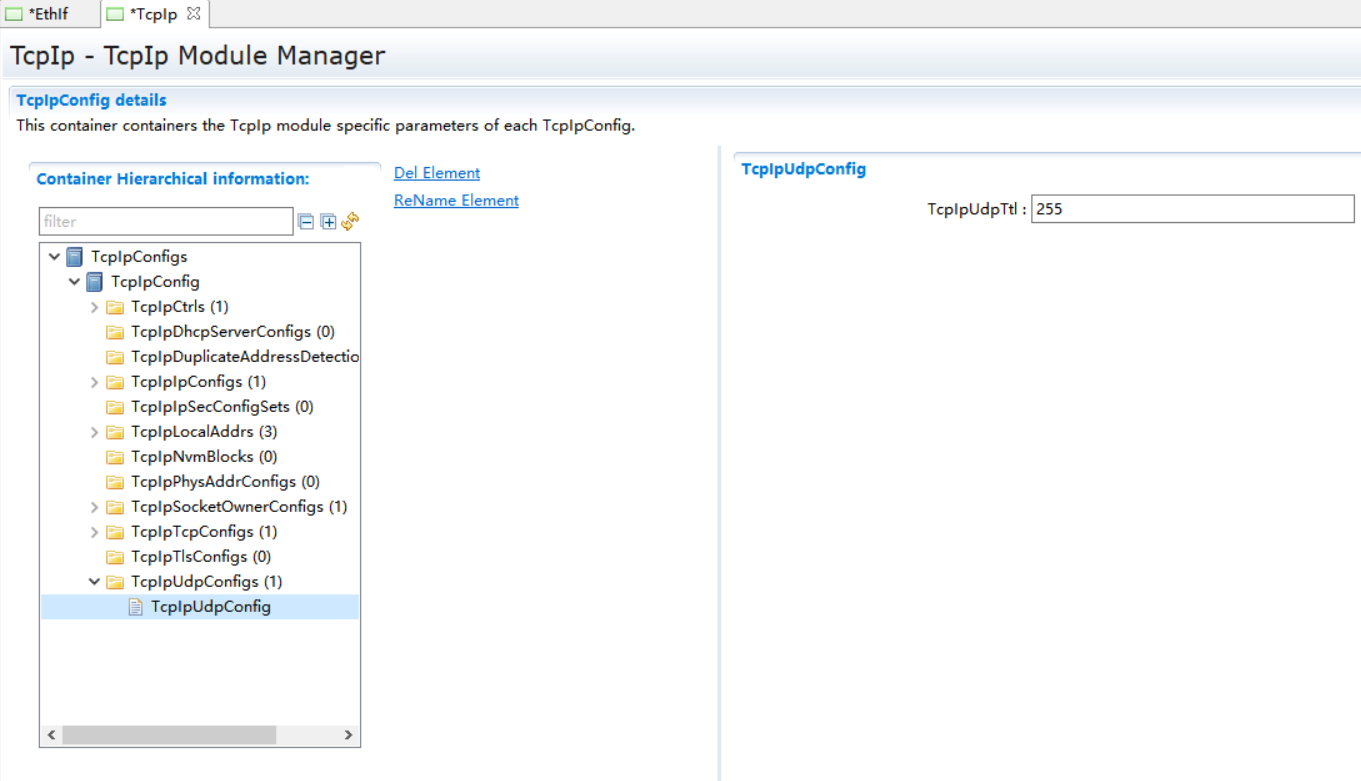 *EthIf
*TcpIp
TcpIp - TcpIp Module Manager
TcpIpConfig details
This container containers the TcpIp module specific parameters of each TcpIpConfig.
Container Hierarchical information:
Del Element
ReName Element
filter
TcpIpConfigs
TcpIpConfig
TcpIpCtrls (1)
TcpIpDhcpServerConfigs (0)
TcpIpDuplicateAddressDetectio
TcpIpIpConfigs (1)
TcpIpIpSecConfigSets (0)
TcpIpLocalAddrs (3)
TcpIpNvmBlocks (0)
TcpIpPhysAddrConfigs (0)
TcpIpSocketOwnerConfigs (1)
TcpIpTcpConfigs (1)
TcpIpTlsConfigs (0)
TcpIpUdpConfigs (1)
TcpIpUdpConfig
TcpIpUdpConfig
TcpIpUdpTtl : 255